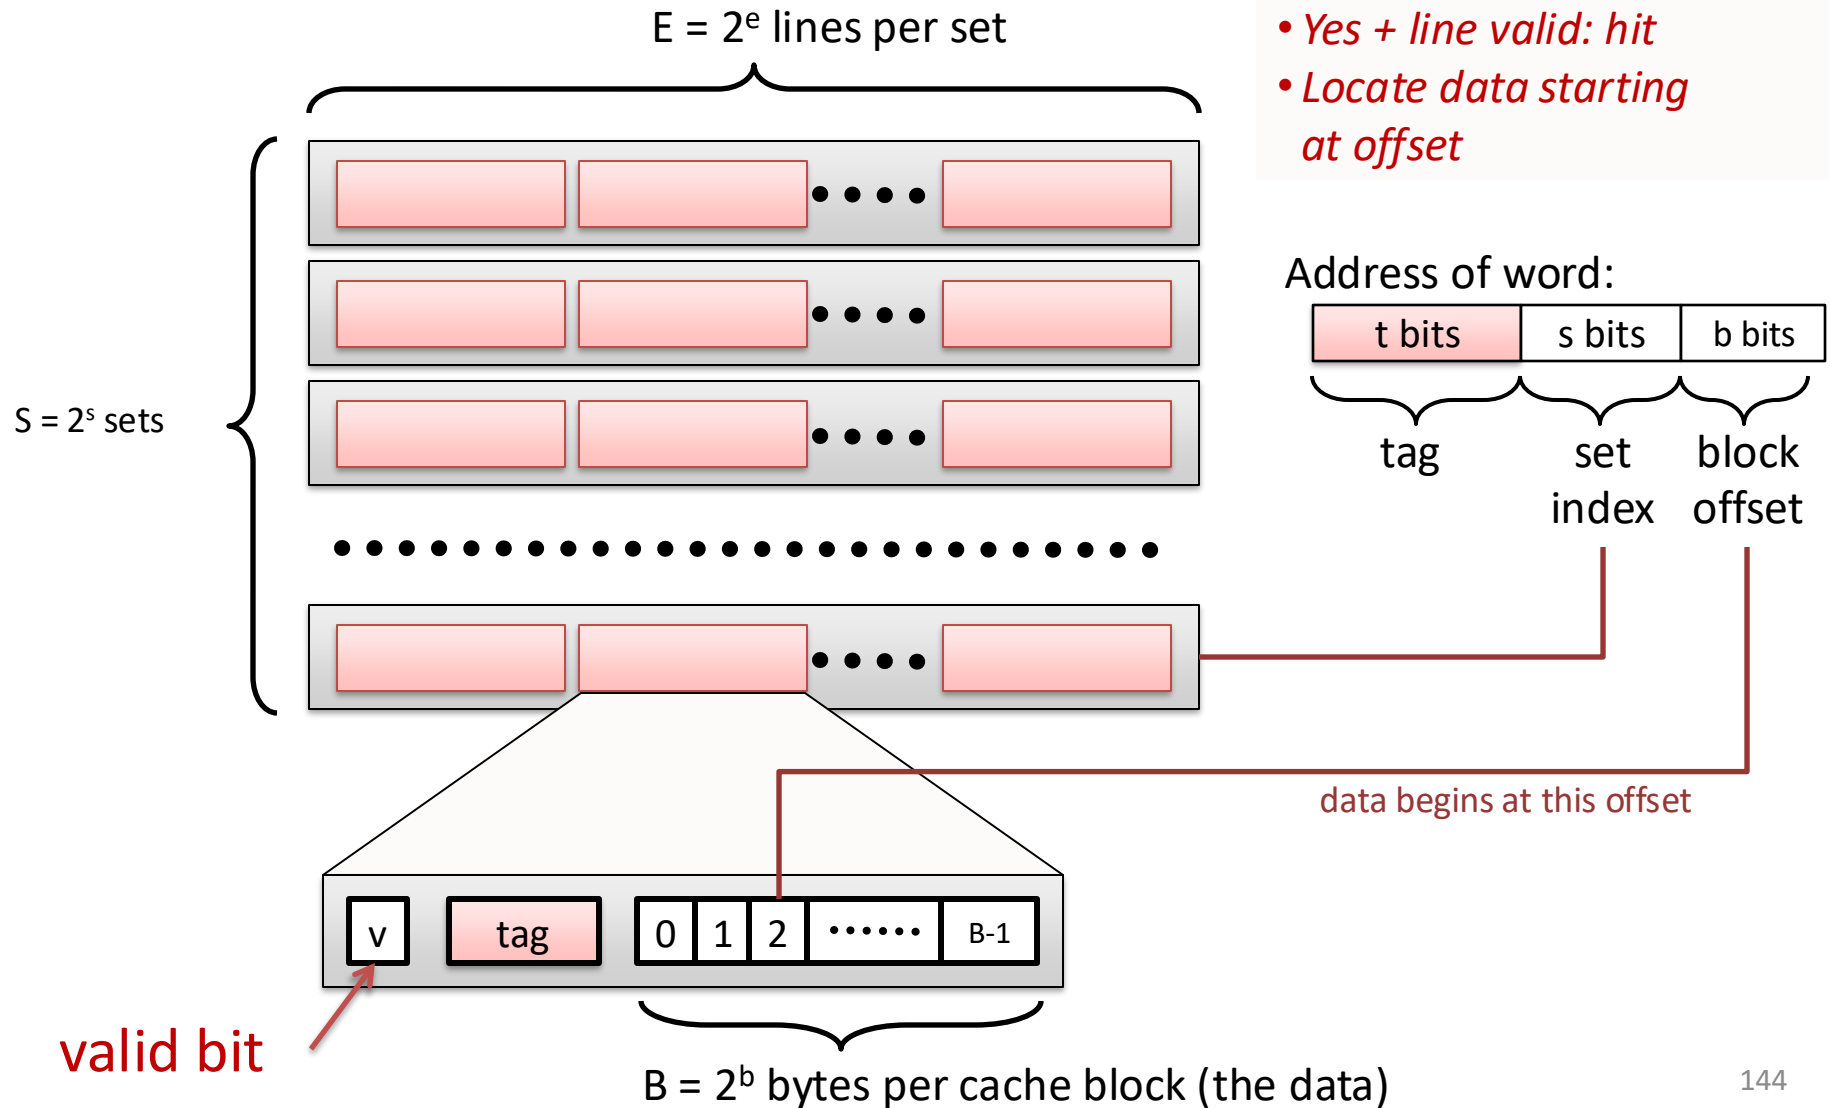 E = 2ᵉ lines per set
• Yes + line valid: hit
• Locate data starting
at offset
Address of word:
t bits s bits b bits
S = 2ˢ sets
tag set block
index offset
data begins at this offset
v tag 0 1 2 •••••• B-1
valid bit
B = 2ᵇ bytes per cache block (the data)
144